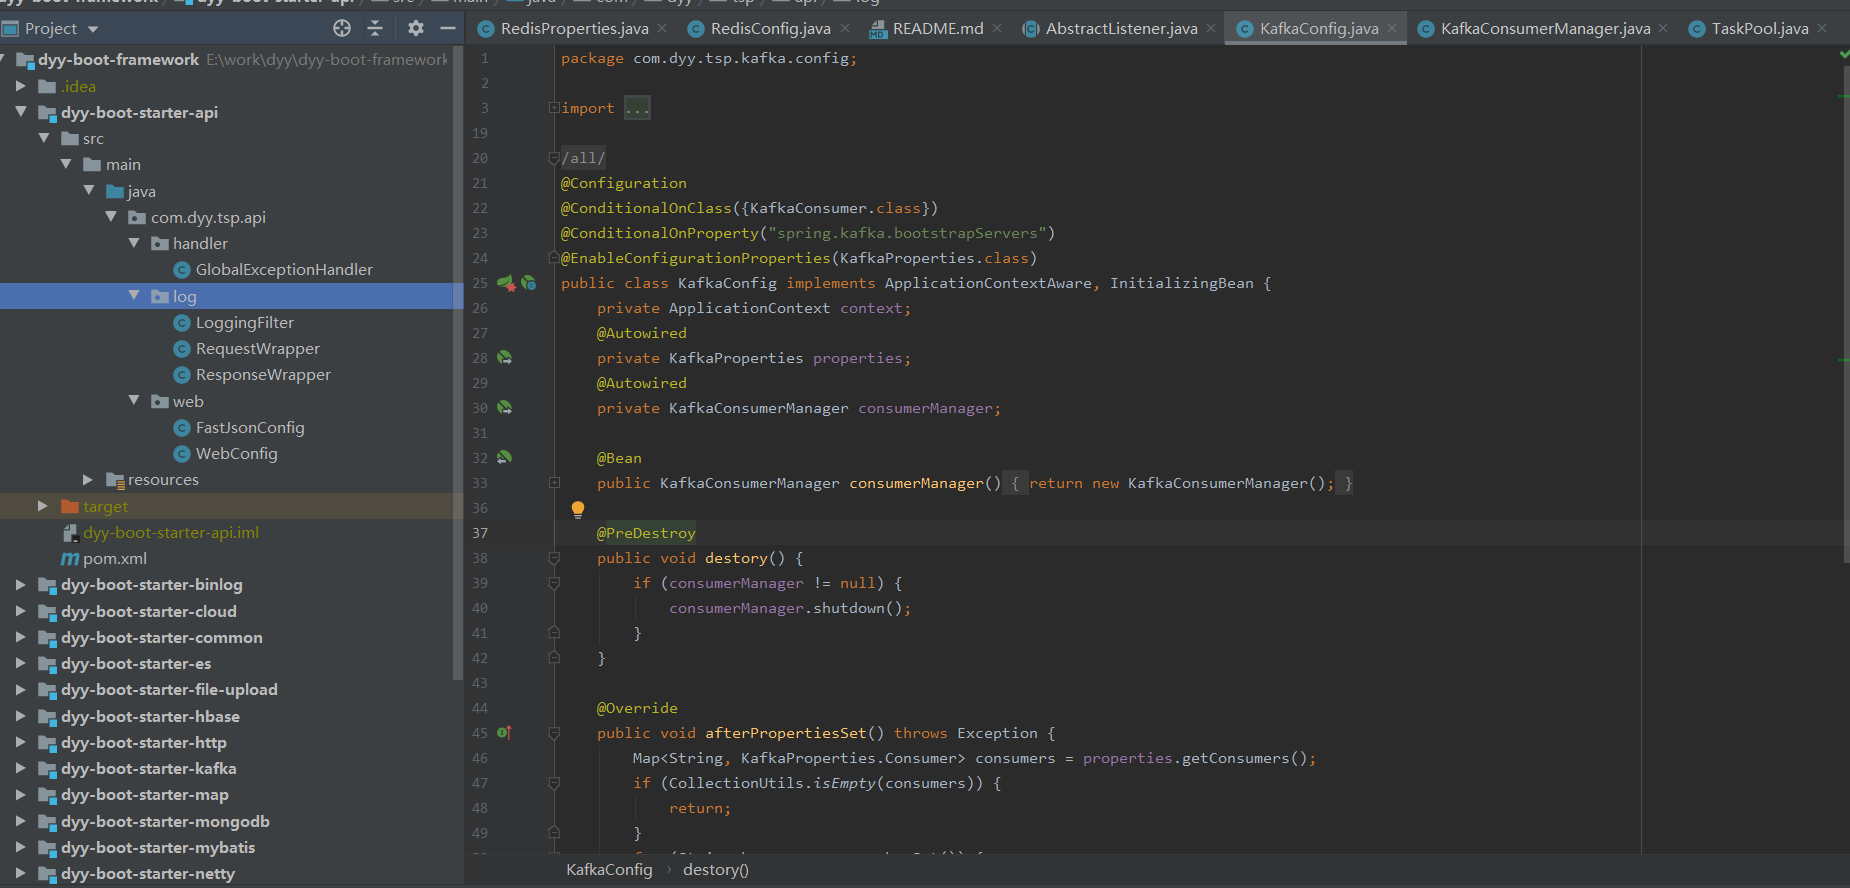 Project
dyy-boot-framework E:\work\dyy\dyy-boot-framework
.idea
dyy-boot-starter-api
src
main
java
com.dyy.tsp.api
handler
GlobalExceptionHandler
log
LoggingFilter
RequestWrapper
ResponseWrapper
web
FastJsonConfig
WebConfig
resources
target
dyy-boot-starter-api.iml
pom.xml
dyy-boot-starter-binlog
dyy-boot-starter-cloud
dyy-boot-starter-common
dyy-boot-starter-es
dyy-boot-starter-file-upload
dyy-boot-starter-hbase
dyy-boot-starter-http
dyy-boot-starter-kafka
dyy-boot-starter-map
dyy-boot-starter-mongodb
dyy-boot-starter-mybatis
dyy-boot-starter-netty
RedisProperties.java RedisConfig.java README.md AbstractListener.java KafkaConfig.java KafkaConsumerManager.java TaskPool.java
1 package com.dyy.tsp.kafka.config;
2
3 import ...
19
20 /all/
21 @Configuration
22 @ConditionalOnClass({KafkaConsumer.class})
23 @ConditionalOnProperty("spring.kafka.bootstrapServers")
24 @EnableConfigurationProperties(KafkaProperties.class)
25 public class KafkaConfig implements ApplicationContextAware, InitializingBean {
26 private ApplicationContext context;
27 @Autowired
28 private KafkaProperties properties;
29 @Autowired
30 private KafkaConsumerManager consumerManager;
31
32 @Bean
33 public KafkaConsumerManager consumerManager() { return new KafkaConsumerManager(); }
36
37 @PreDestroy
38 public void destory() {
39 if (consumerManager != null) {
40 consumerManager.shutdown();
41 }
42 }
43
44 @Override
45 public void afterPropertiesSet() throws Exception {
46 Map<String, KafkaProperties.Consumer> consumers = properties.getConsumers();
47 if (CollectionUtils.isEmpty(consumers)) {
48 return;
49 }
KafkaConfig › destory()